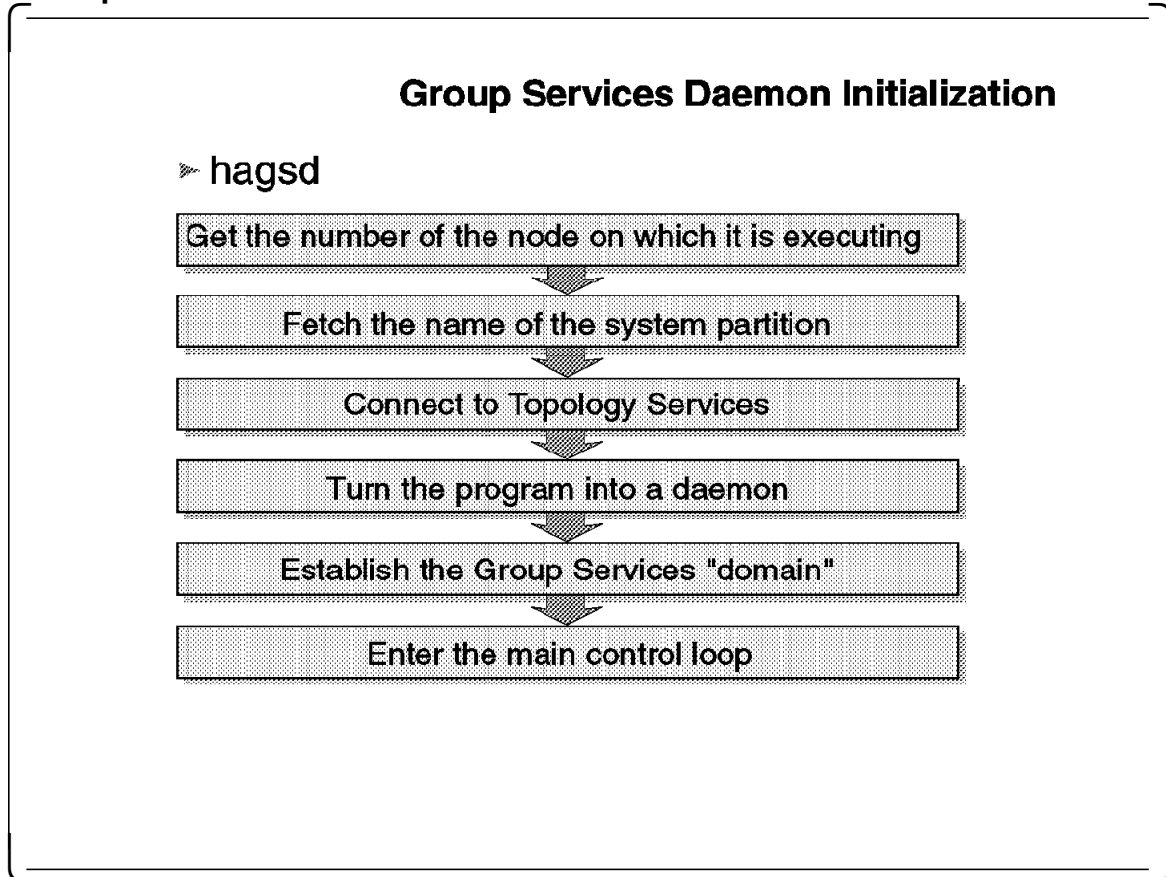 Group Services Daemon Initialization
hagsd
Get the number of the node on which it is executing
Fetch the name of the system partition
Connect to Topology Services
Turn the program into a daemon
Establish the Group Services "domain"
Enter the main control loop